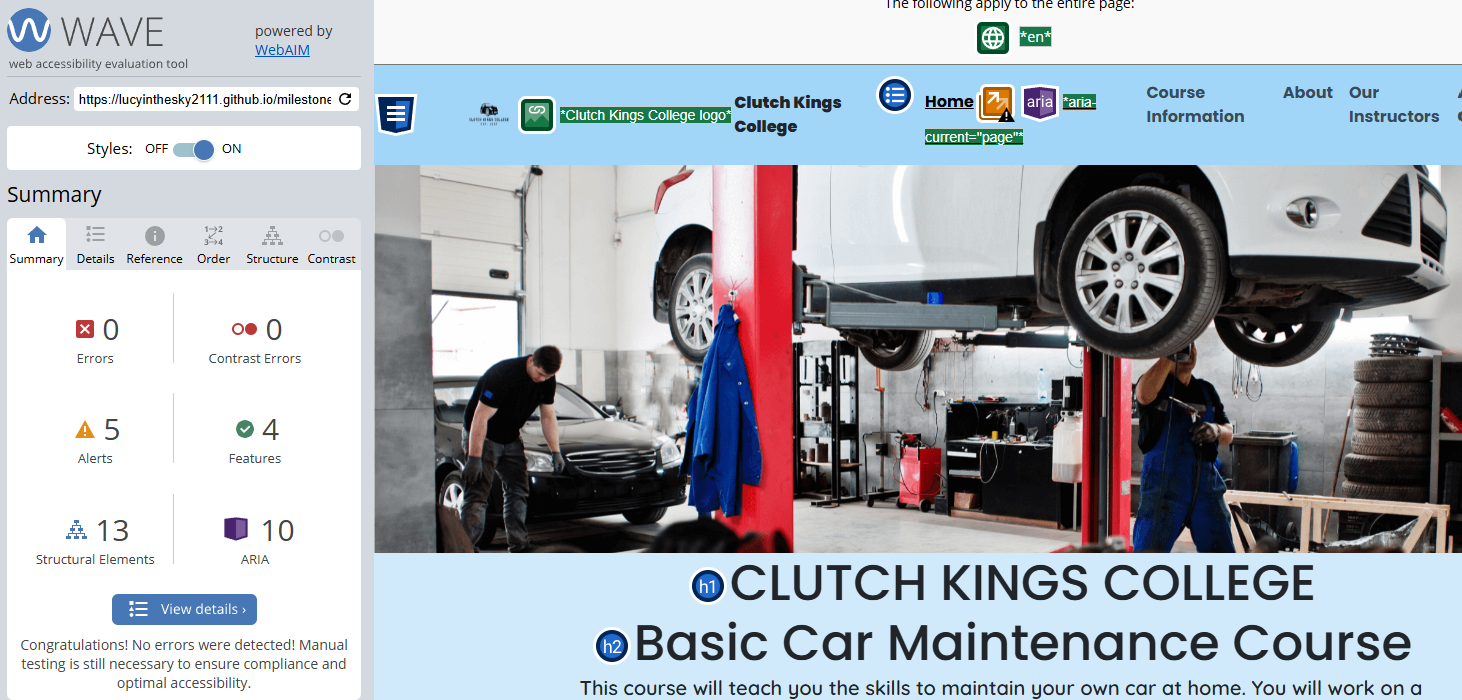 WAVE
web accessibility evaluation tool
powered by
WebAIM
Address: https://lucyinthesky2111.github.io/milestone
Styles: OFF ON
Summary
Summary Details Reference Order Structure Contrast
0 Errors
0 Contrast Errors
5 Alerts
4 Features
13 Structural Elements
10 ARIA
View details ›
Congratulations! No errors were detected! Manual
testing is still necessary to ensure compliance and
optimal accessibility.
The following apply to the entire page:
*en*
*Clutch Kings College logo*
Clutch Kings
College
Home
aria
*aria-
current="page"*
Course
Information
About
Our
Instructors
h1 CLUTCH KINGS COLLEGE
h2 Basic Car Maintenance Course
This course will teach you the skills to maintain your own car at home. You will work on a